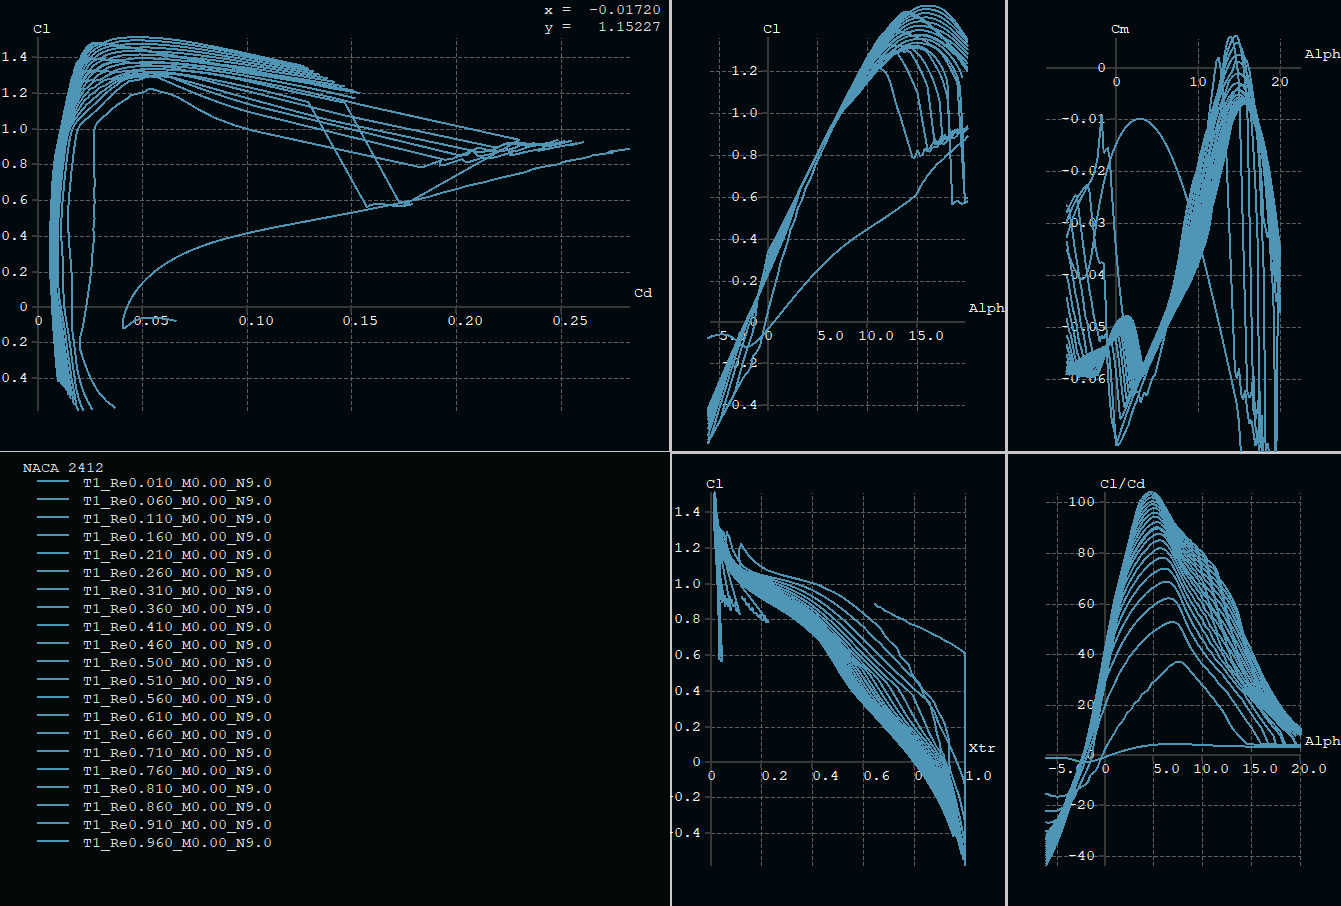 x = -0.01720
y = 1.15227
Cl
1.4
1.2
1.0
0.8
0.6
0.4
0.2
0
0.2
0.4
0 0.05 0.10 0.15 0.20 0.25
Cd
Cl
1.2
1.0
0.8
0.6
0.4
0.2
0
-0.2
-0.4
-5.0 0 5.0 10.0 15.0
Alph
Cm
0
-0.01
-0.02
-0.03
-0.04
-0.05
-0.06
0 10 20
Alph
NACA 2412
T1_Re0.010_M0.00_N9.0
T1_Re0.060_M0.00_N9.0
T1_Re0.110_M0.00_N9.0
T1_Re0.160_M0.00_N9.0
T1_Re0.210_M0.00_N9.0
T1_Re0.260_M0.00_N9.0
T1_Re0.310_M0.00_N9.0
T1_Re0.360_M0.00_N9.0
T1_Re0.410_M0.00_N9.0
T1_Re0.460_M0.00_N9.0
T1_Re0.500_M0.00_N9.0
T1_Re0.510_M0.00_N9.0
T1_Re0.560_M0.00_N9.0
T1_Re0.610_M0.00_N9.0
T1_Re0.660_M0.00_N9.0
T1_Re0.710_M0.00_N9.0
T1_Re0.760_M0.00_N9.0
T1_Re0.810_M0.00_N9.0
T1_Re0.860_M0.00_N9.0
T1_Re0.910_M0.00_N9.0
T1_Re0.960_M0.00_N9.0
Cl
1.4
1.2
1.0
0.8
0.6
0.4
0.2
0
-0.2
-0.4
0 0.2 0.4 0.6 1.0
Xtr
Cl/Cd
100
80
60
40
20
0
-20
-40
-5.0 0 5.0 10.0 15.0 20.0
Alph